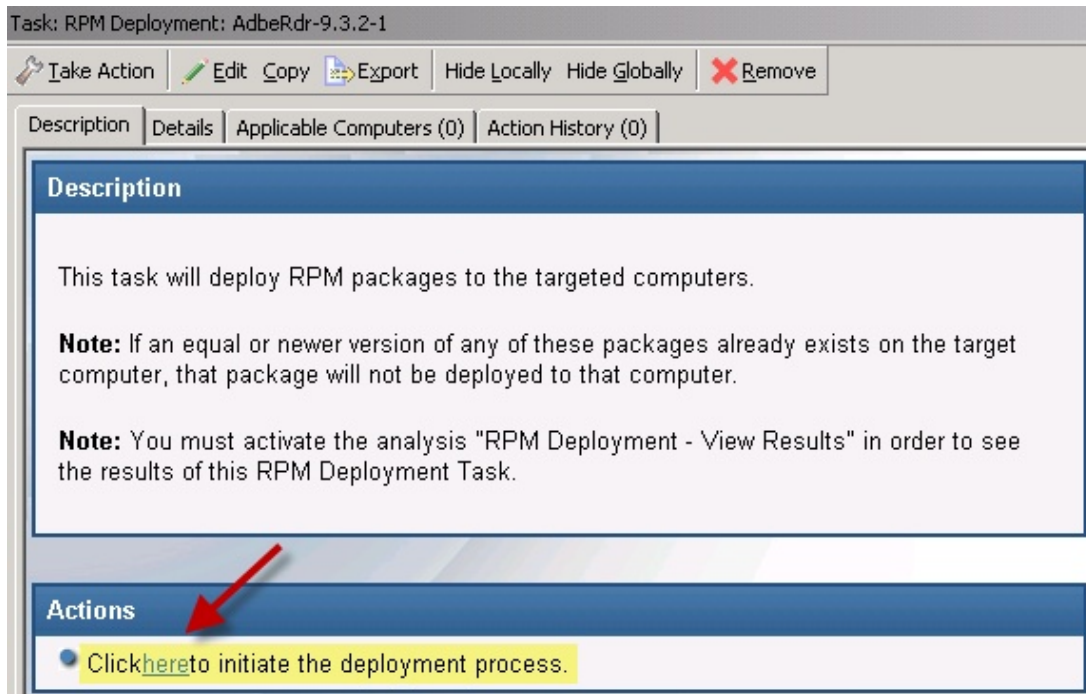 Task: RPM Deployment: AdbeRdr-9.3.2-1
Take Action Edit Copy Export Hide Locally Hide Globally Remove
Description Details Applicable Computers (0) Action History (0)
Description
This task will deploy RPM packages to the targeted computers.
Note: If an equal or newer version of any of these packages already exists on the target
computer, that package will not be deployed to that computer.
Note: You must activate the analysis "RPM Deployment - View Results" in order to see
the results of this RPM Deployment Task.
Actions
Clickhereto initiate the deployment process.